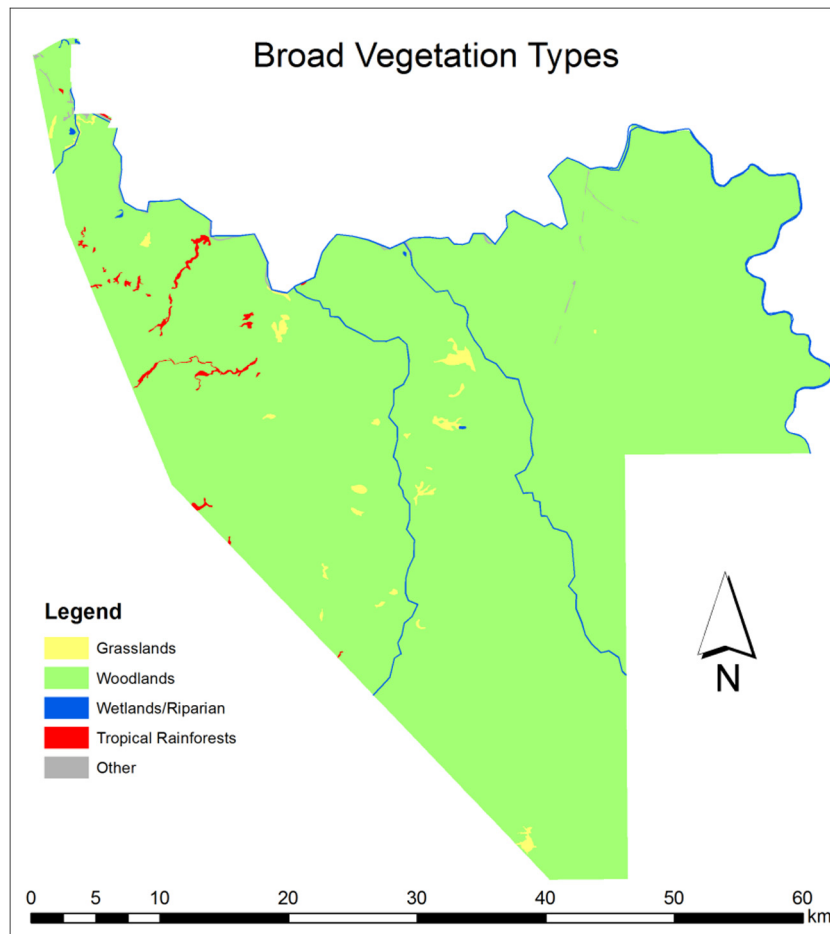 Broad Vegetation Types
Legend
Grasslands
Woodlands
Wetlands/Riparian
Tropical Rainforests
Other
N
0 5 10 20 30 40 50 60
km